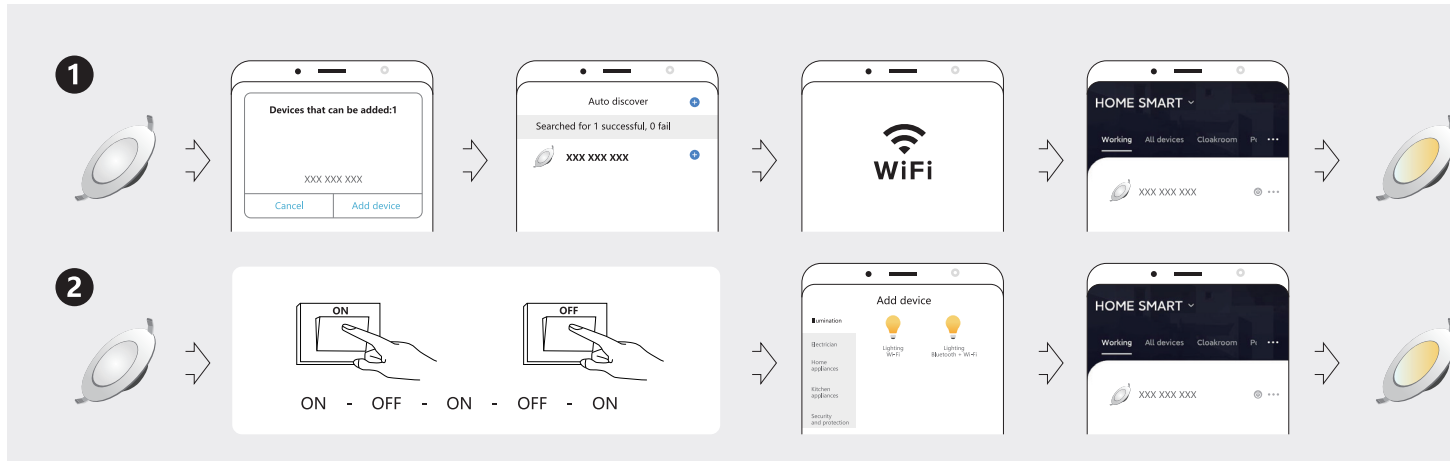 1
Devices that can be added:1
XXX XXX XXX
Cancel
Add device
Auto discover
Searched for 1 successful, 0 fail
XXX XXX XXX
WiFi
HOME SMART
Working All devices Cloakroom
XXX XXX XXX
2
ON
OFF
ON - OFF - ON - OFF - ON
Add device
Illumination
Electrician
Home
appliances
Kitchen
appliances
Security
and protection
Lighting
Wi-Fi
Lighting
Bluetooth + Wi-Fi
HOME SMART
Working All devices Cloakroom
XXX XXX XXX